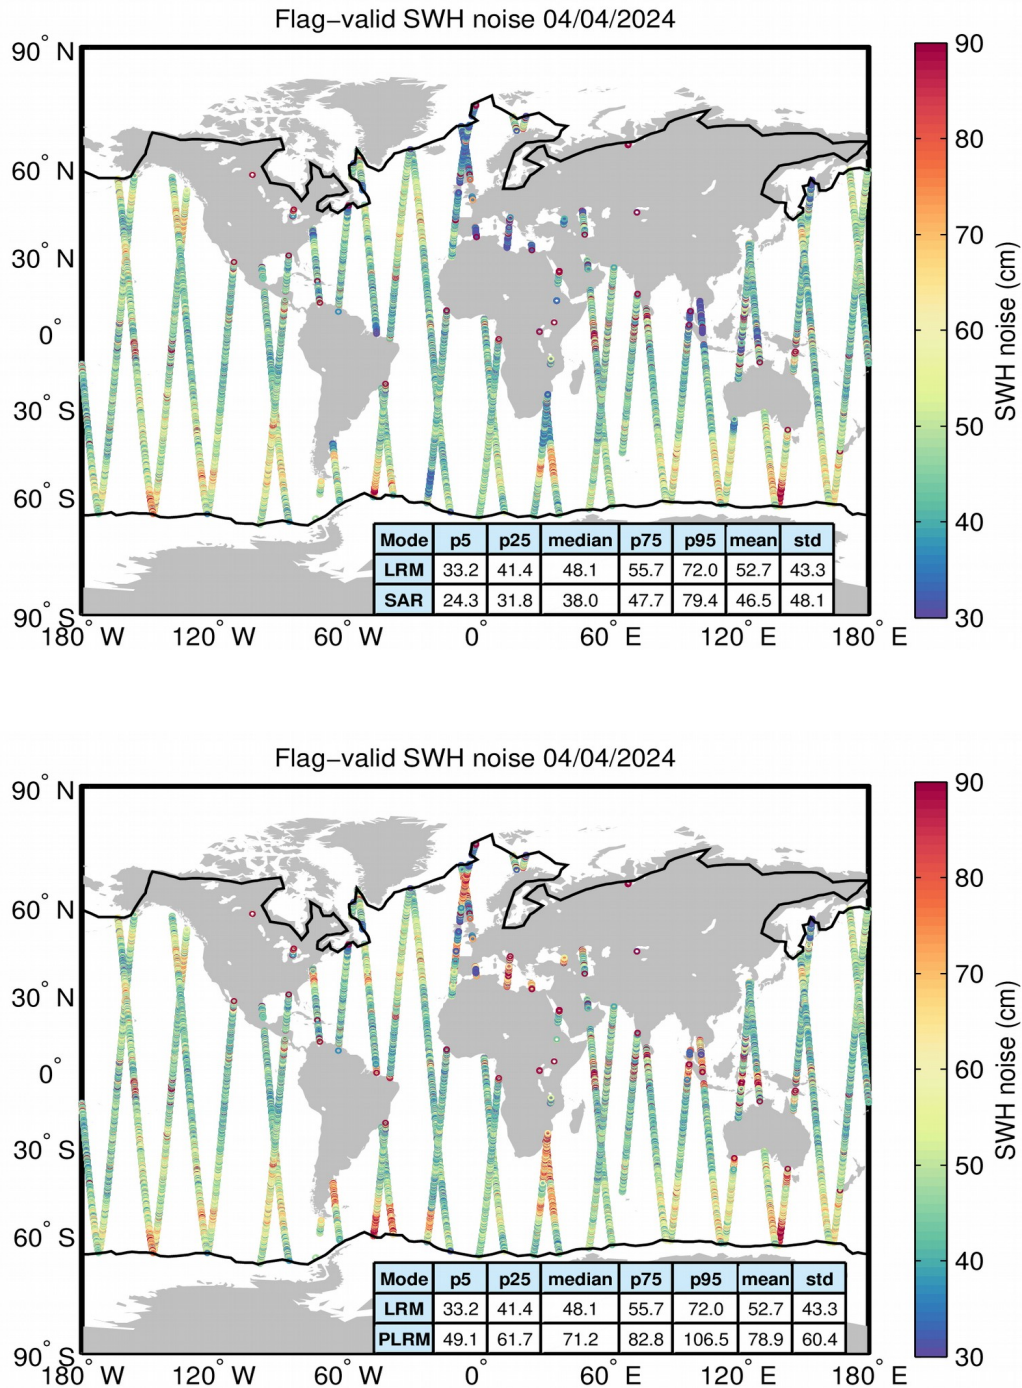 Flag−valid SWH noise 04/04/2024
90° N
60° N
30° N
0°
30° S
60° S
90° S
180° W 120° W 60° W 0° 60° E 120° E 180° E
90
80
70
60
50
40
30
SWH noise (cm)
Mode p5 p25 median p75 p95 mean std
LRM 33.2 41.4 48.1 55.7 72.0 52.7 43.3
SAR 24.3 31.8 38.0 47.7 79.4 46.5 48.1
Flag−valid SWH noise 04/04/2024
90° N
60° N
30° N
0°
30° S
60° S
90° S
180° W 120° W 60° W 0° 60° E 120° E 180° E
90
80
70
60
50
40
30
SWH noise (cm)
Mode p5 p25 median p75 p95 mean std
LRM 33.2 41.4 48.1 55.7 72.0 52.7 43.3
PLRM 49.1 61.7 71.2 82.8 106.5 78.9 60.4